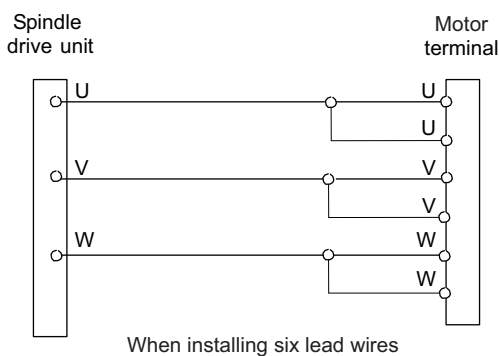 Spindle
drive unit
Motor
terminal
U
U
U
V
V
V
W
W
W
When installing six lead wires